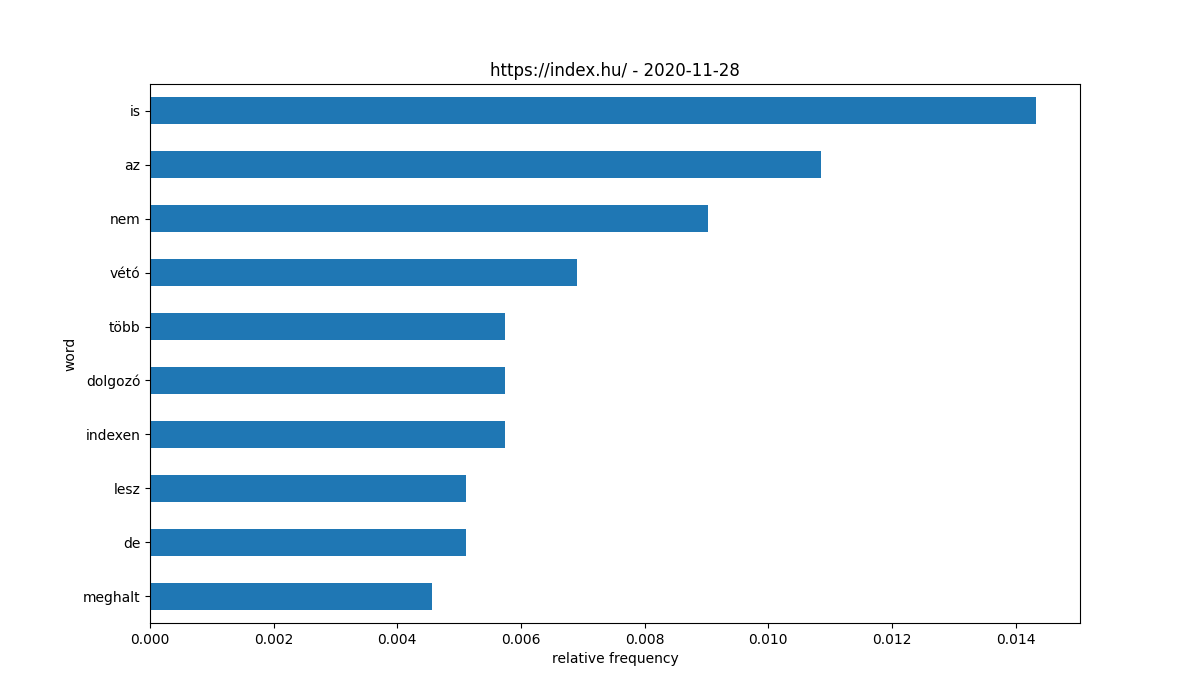 https://index.hu/ - 2020-11-28
is
az
nem
vétó
több
dolgozó
indexen
lesz
de
meghalt
word
0.000 0.002 0.004 0.006 0.008 0.010 0.012 0.014
relative frequency